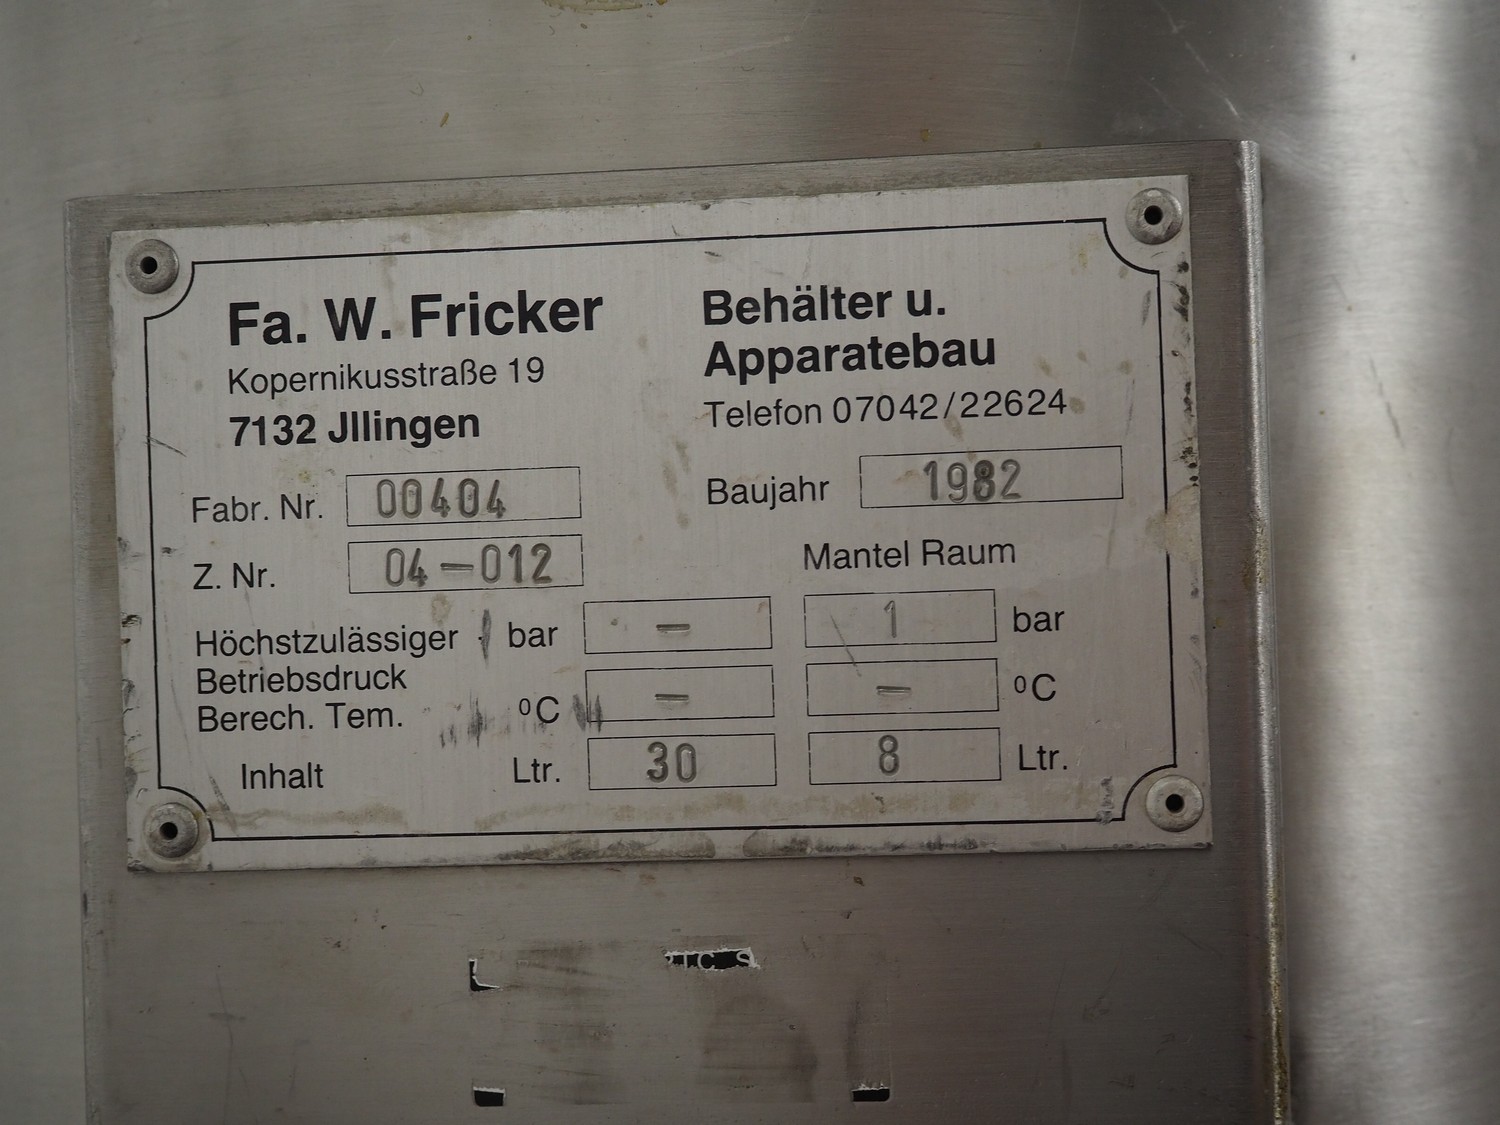 Fa. W. Fricker
Kopernikusstraße 19
7132 Jllingen
Behälter u.
Apparatebau
Telefon 07042/22624
Fabr. Nr. 00404
Baujahr 1982
Z. Nr. 04-012
Mantel Raum
Höchstzulässiger bar - 1 bar
Betriebsdruck
Berech. Tem. °C - - °C
Inhalt Ltr. 30 8 Ltr.